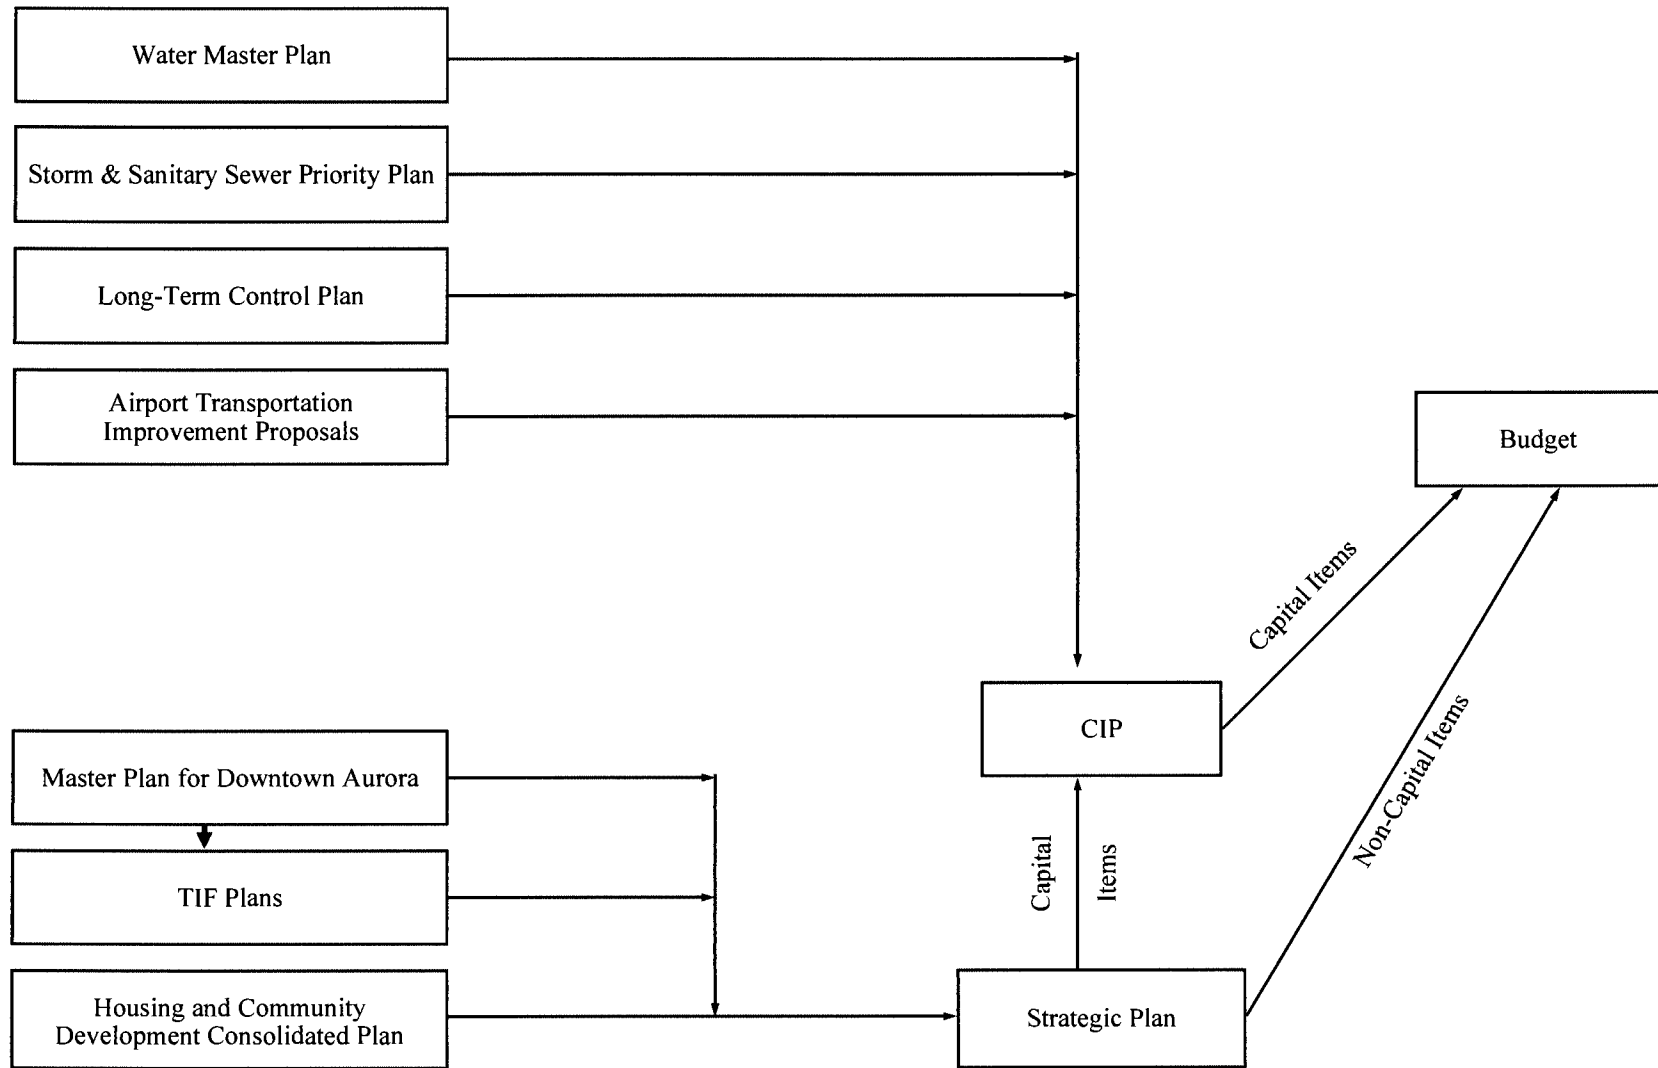 Water Master Plan
Storm & Sanitary Sewer Priority Plan
Long-Term Control Plan
Airport Transportation
Improvement Proposals
Budget
Capital Items
CIP
Non-Capital Items
Master Plan for Downtown Aurora
Capital
Items
TIF Plans
Housing and Community
Development Consolidated Plan
Strategic Plan